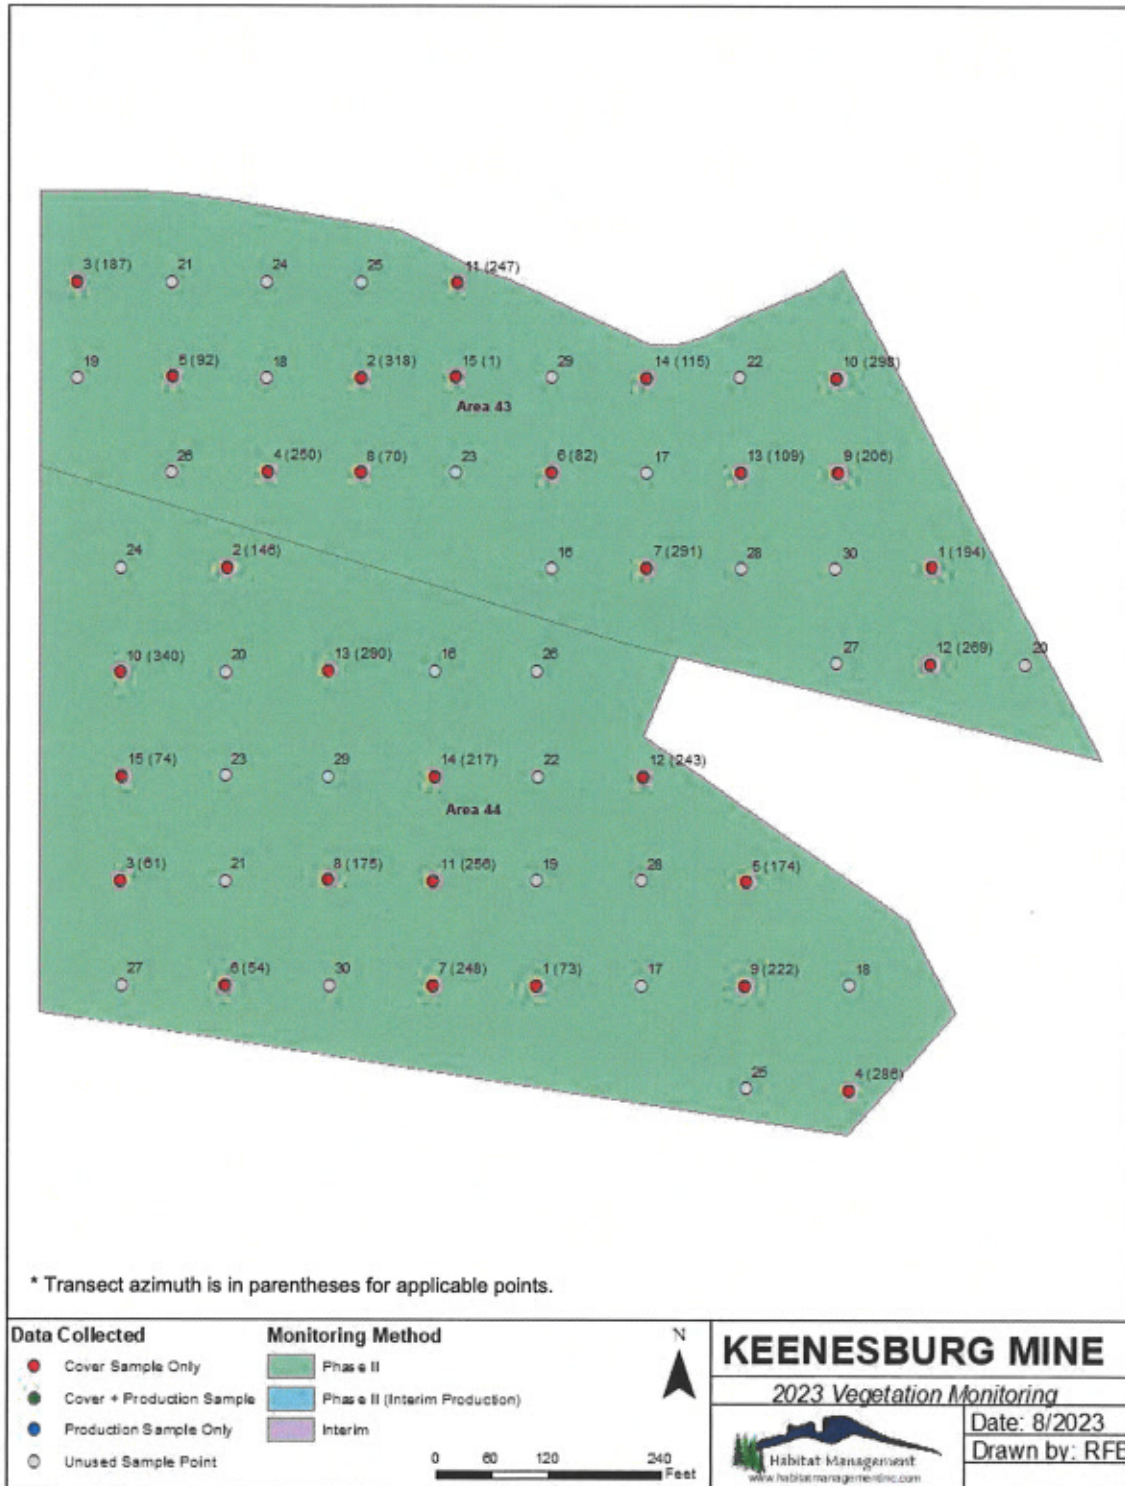 3 (187) 21 24 25 11 (247)
19 5 (92) 18 2 (318) 15 (1) 29 14 (115) 22 10 (298)
Area 43
26 4 (250) 8 (70) 23 6 (82) 17 13 (109) 9 (206)
24 2 (146) 16 7 (291) 28 30 1 (194)
10 (340) 20 13 (290) 16 26 27 12 (269) 20
15 (74) 23 29 14 (217) 22 12 (243)
Area 44
3 (61) 21 8 (175) 11 (256) 19 28 5 (174)
27 6 (54) 30 7 (248) 1 (73) 17 9 (222) 18
25 4 (286)
* Transect azimuth is in parentheses for applicable points.
Data Collected
Cover Sample Only
Cover + Production Sample
Production Sample Only
Unused Sample Point
Monitoring Method
Phase II
Phase II (Interim Production)
Interim
N
0 60 120 240
Feet
KEENESBURG MINE
2023 Vegetation Monitoring
Habitat Management
www.habitatmanagementinc.com
Date: 8/2023
Drawn by: RFB